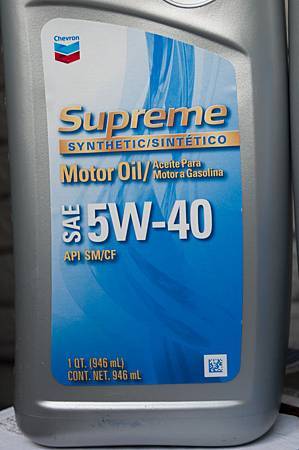 Chevron
Supreme
SYNTHETIC/SINTÉTICO
Motor Oil/ Aceite Para
Motor a Gasolina
SAE 5W-40
API SM/CF
1 QT. (946 mL)
CONT. NET. 946 mL